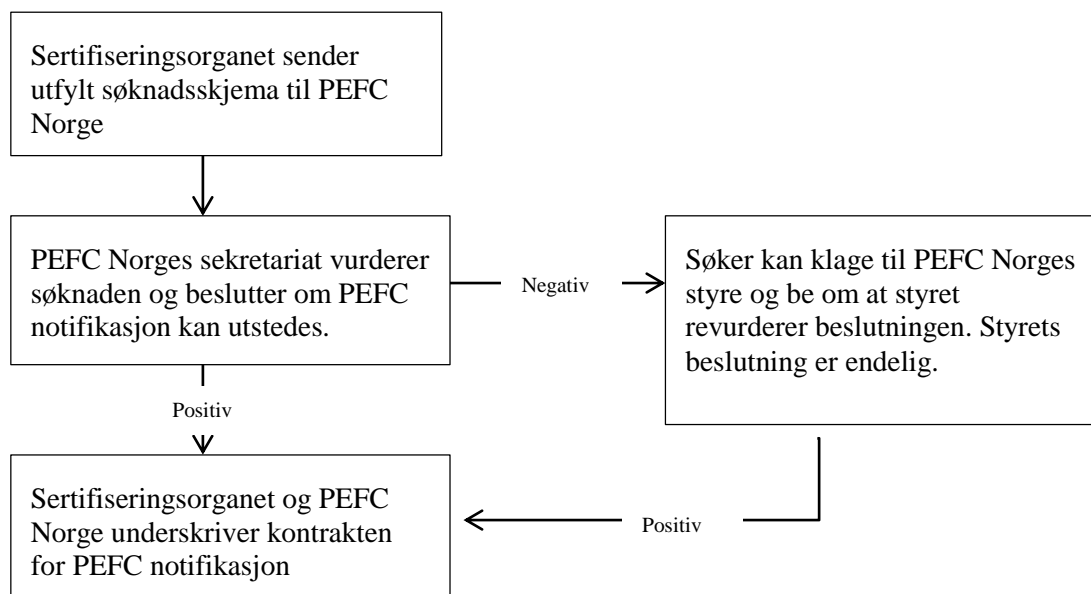 Sertifiseringsorganet sender
utfylt søknadsskjema til PEFC
Norge
PEFC Norges sekretariat vurderer
søknaden og beslutter om PEFC
notifikasjon kan utstedes.
Negativ
Søker kan klage til PEFC Norges
styre og be om at styret
revurderer beslutningen. Styrets
beslutning er endelig.
Positiv
Sertifiseringsorganet og PEFC
Norge underskriver kontrakten
for PEFC notifikasjon
Positiv